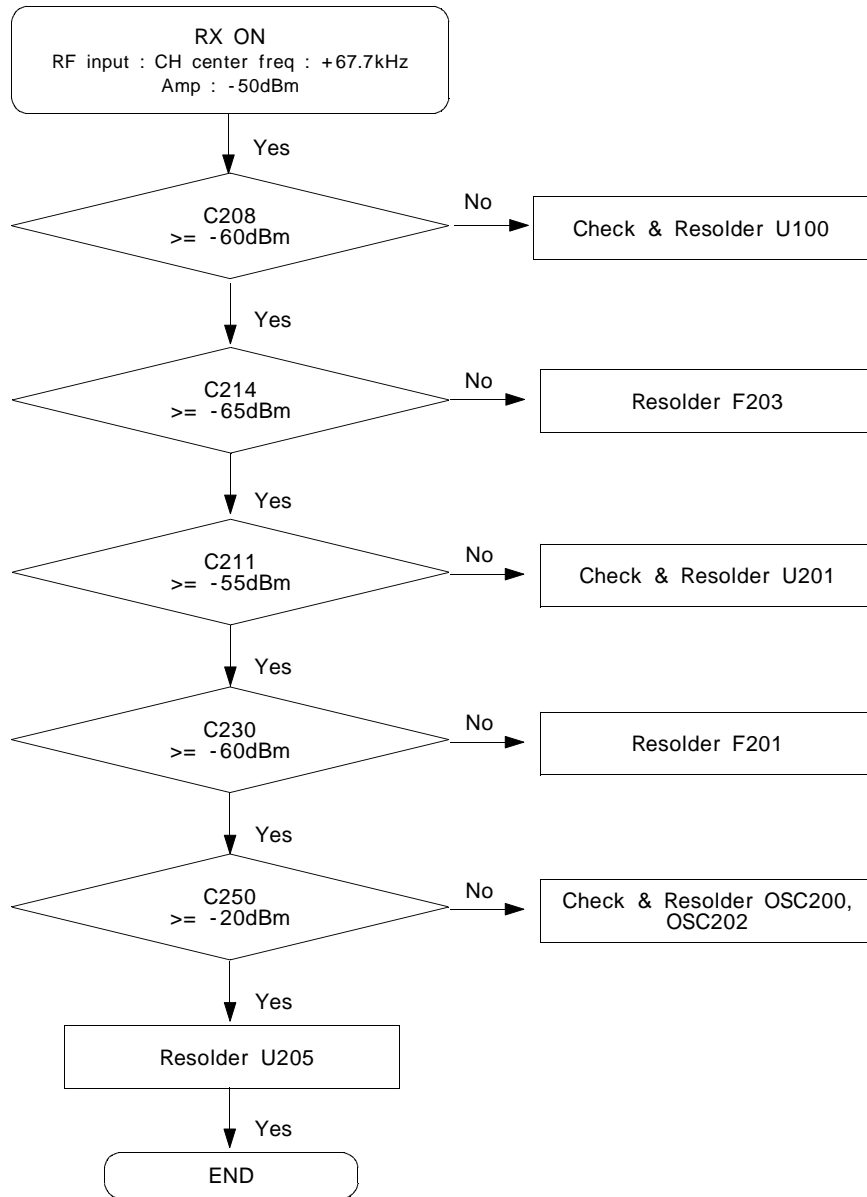 RX ON
RF input : CH center freq : +67.7kHz
Amp : -50dBm
Yes
C208
>= -60dBm
No
Check & Resolder U100
Yes
C214
>= -65dBm
No
Resolder F203
Yes
C211
>= -55dBm
No
Check & Resolder U201
Yes
C230
>= -60dBm
No
Resolder F201
Yes
C250
>= -20dBm
No
Check & Resolder OSC200,
OSC202
Yes
Resolder U205
Yes
END